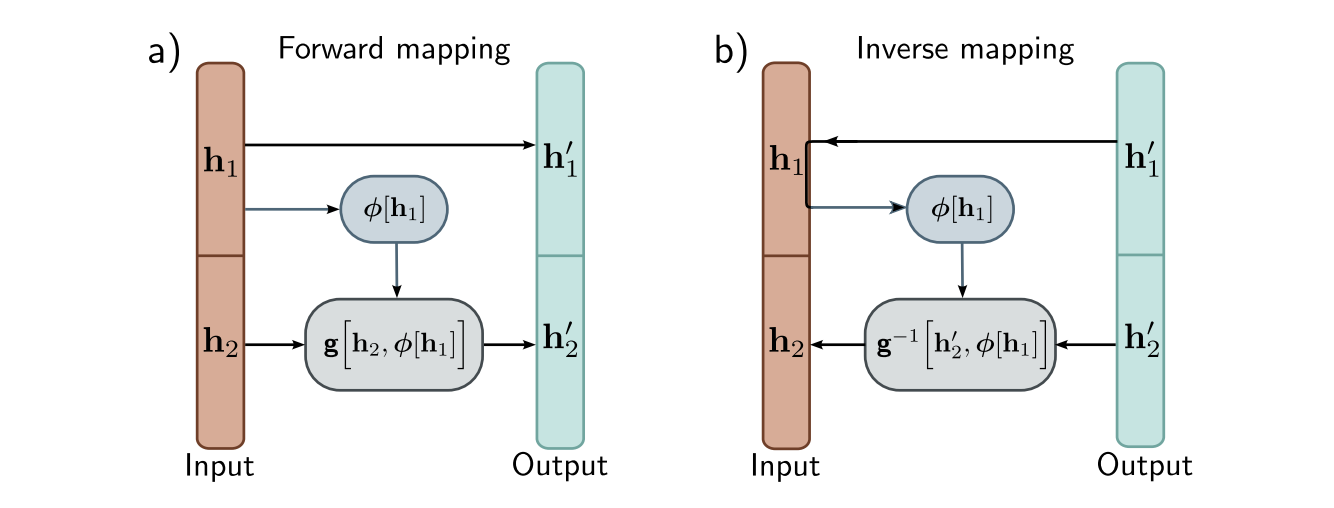 a)
Forward mapping
h₁
h′₁
ϕ[h₁]
h₂
g[h₂, ϕ[h₁]]
h′₂
Input
Output
b)
Inverse mapping
h₁
h′₁
ϕ[h₁]
h₂
g⁻¹[h′₂, ϕ[h₁]]
h′₂
Input
Output